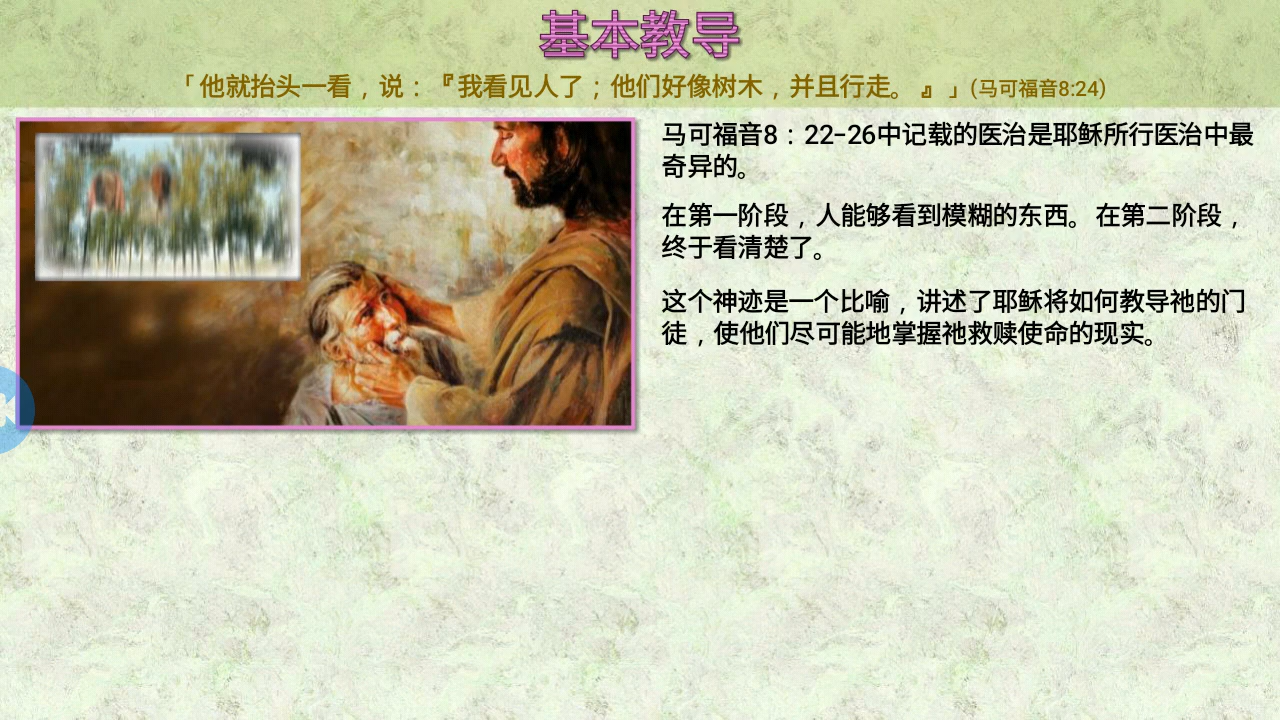 基本教导
「他就抬头一看，说：『我看见人了；他们好像树木，并且行走。』」(马可福音8:24)
马可福音8：22-26中记载的医治是耶稣所行医治中最
奇异的。
在第一阶段，人能够看到模糊的东西。在第二阶段，
终于看清楚了。
这个神迹是一个比喻，讲述了耶稣将如何教导祂的门
徒，使他们尽可能地掌握祂救赎使命的现实。